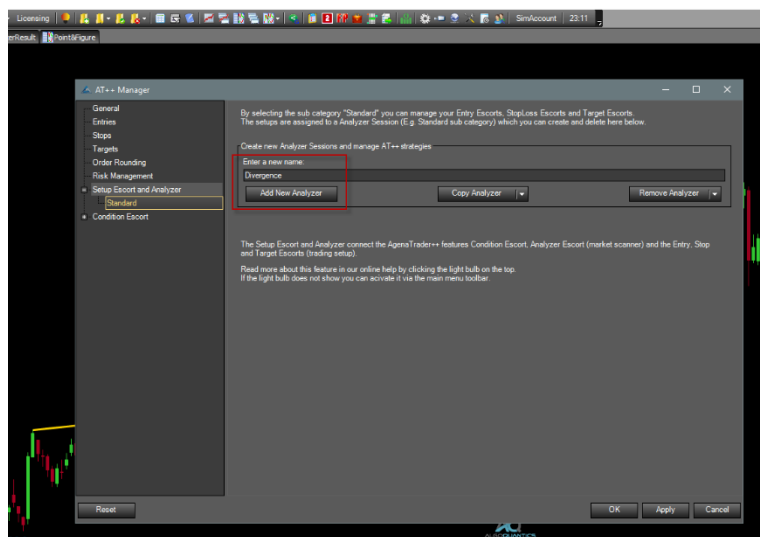 Licensing
SimAccount 23:11
Point&Figure
AT++ Manager
General
Entries
Stops
Targets
Order Rounding
Risk Management
Setup Escort and Analyzer
Standard
Condition Escort
By selecting the sub category "Standard" you can manage your Entry Escorts, StopLoss Escorts and Target Escorts.
The setups are assigned to a Analyzer Session (E.g. Standard sub category) which you can create and delete here below.
Create new Analyzer Sessions and manage AT++ strategies
Enter a new name:
Divergence
Add New Analyzer
Copy Analyzer
Remove Analyzer
The Setup Escort and Analyzer connect the AgenaTrader++ features Condition Escort, Analyzer Escort (market scanner) and the Entry, Stop
and Target Escorts (trading setup).
Read more about this feature in our online help by clicking the light bulb on the top.
If the light bulb does not show you can acivate it via the main menu toolbar.
Reset
OK
Apply
Cancel